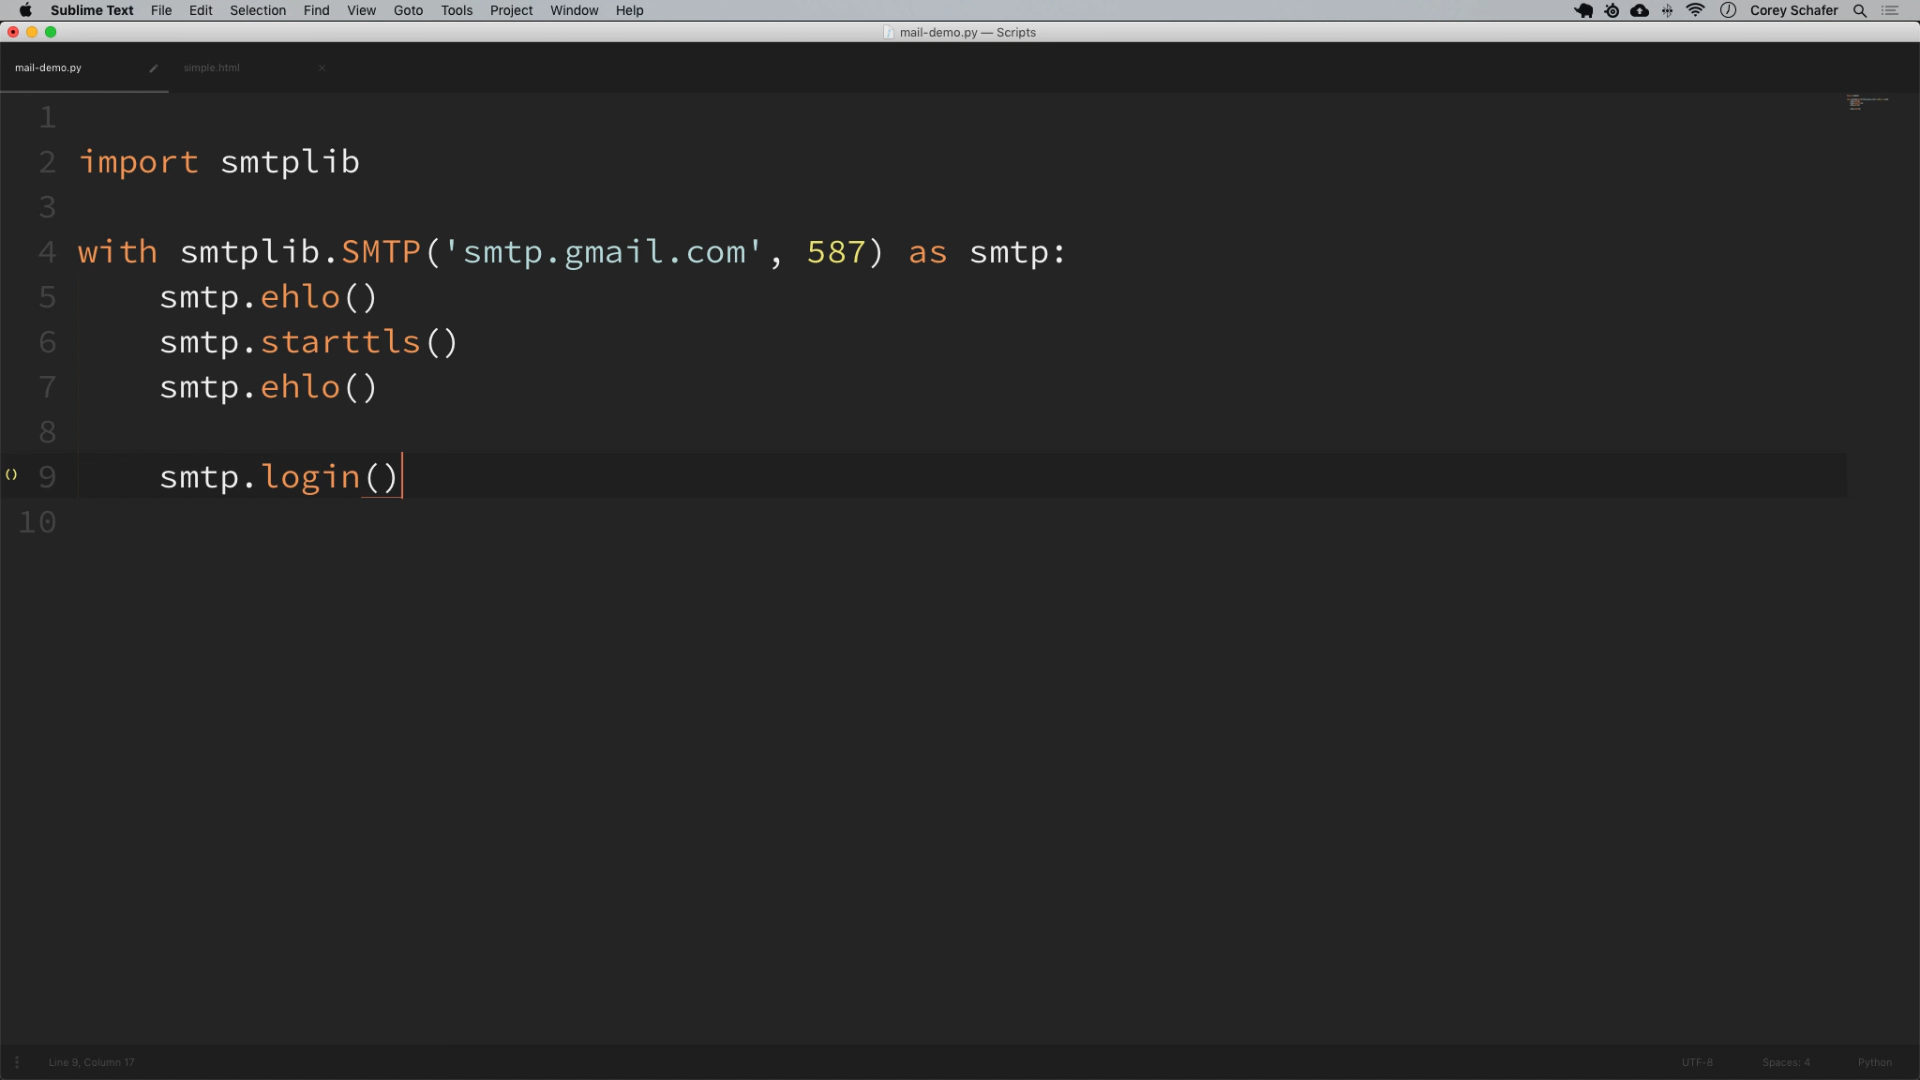 Sublime Text File Edit Selection Find View Goto Tools Project Window Help Corey Schafer
mail-demo.py — Scripts
mail-demo.py simple.html
1
2 import smtplib
3
4 with smtplib.SMTP('smtp.gmail.com', 587) as smtp:
5     smtp.ehlo()
6     smtp.starttls()
7     smtp.ehlo()
8
() 9     smtp.login()
10
Line 9, Column 17 UTF-8 Spaces: 4 Python